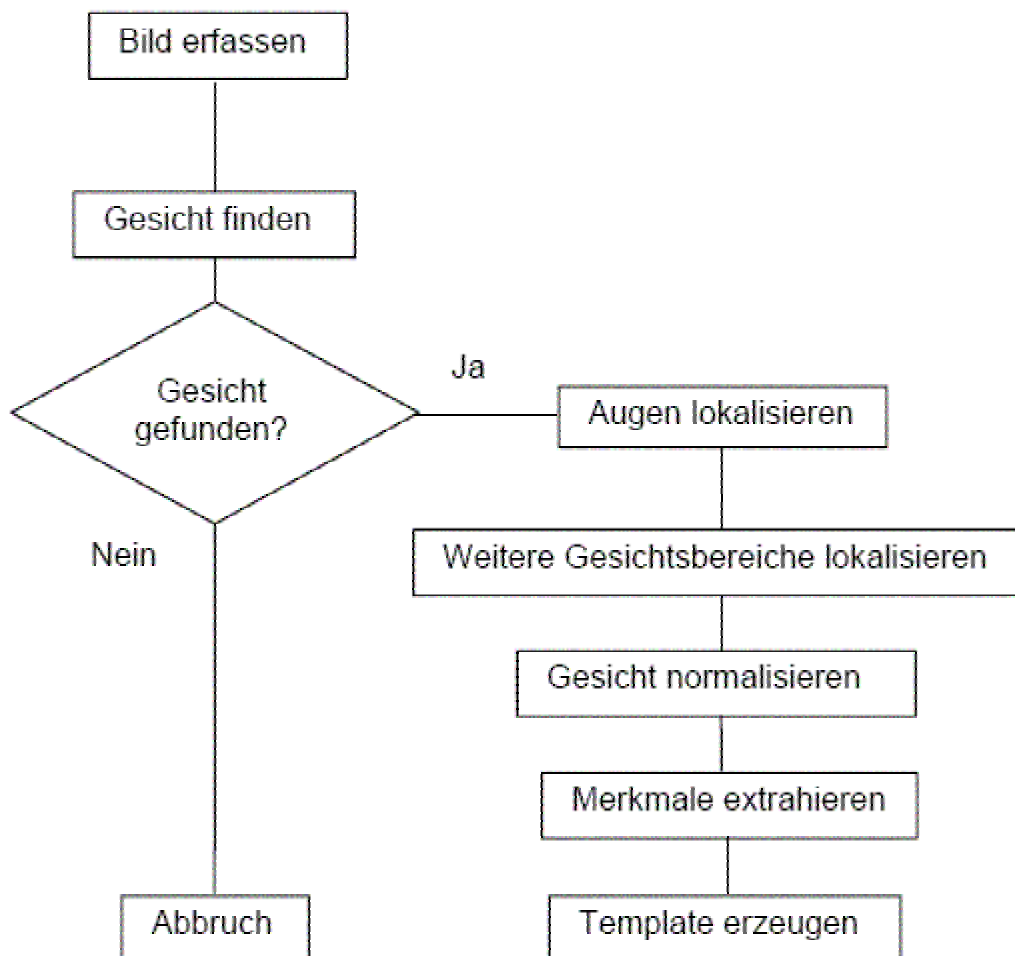 Bild erfassen
Gesicht finden
Gesicht
gefunden?
Ja
Nein
Abbruch
Augen lokalisieren
Weitere Gesichtsbereiche lokalisieren
Gesicht normalisieren
Merkmale extrahieren
Template erzeugen